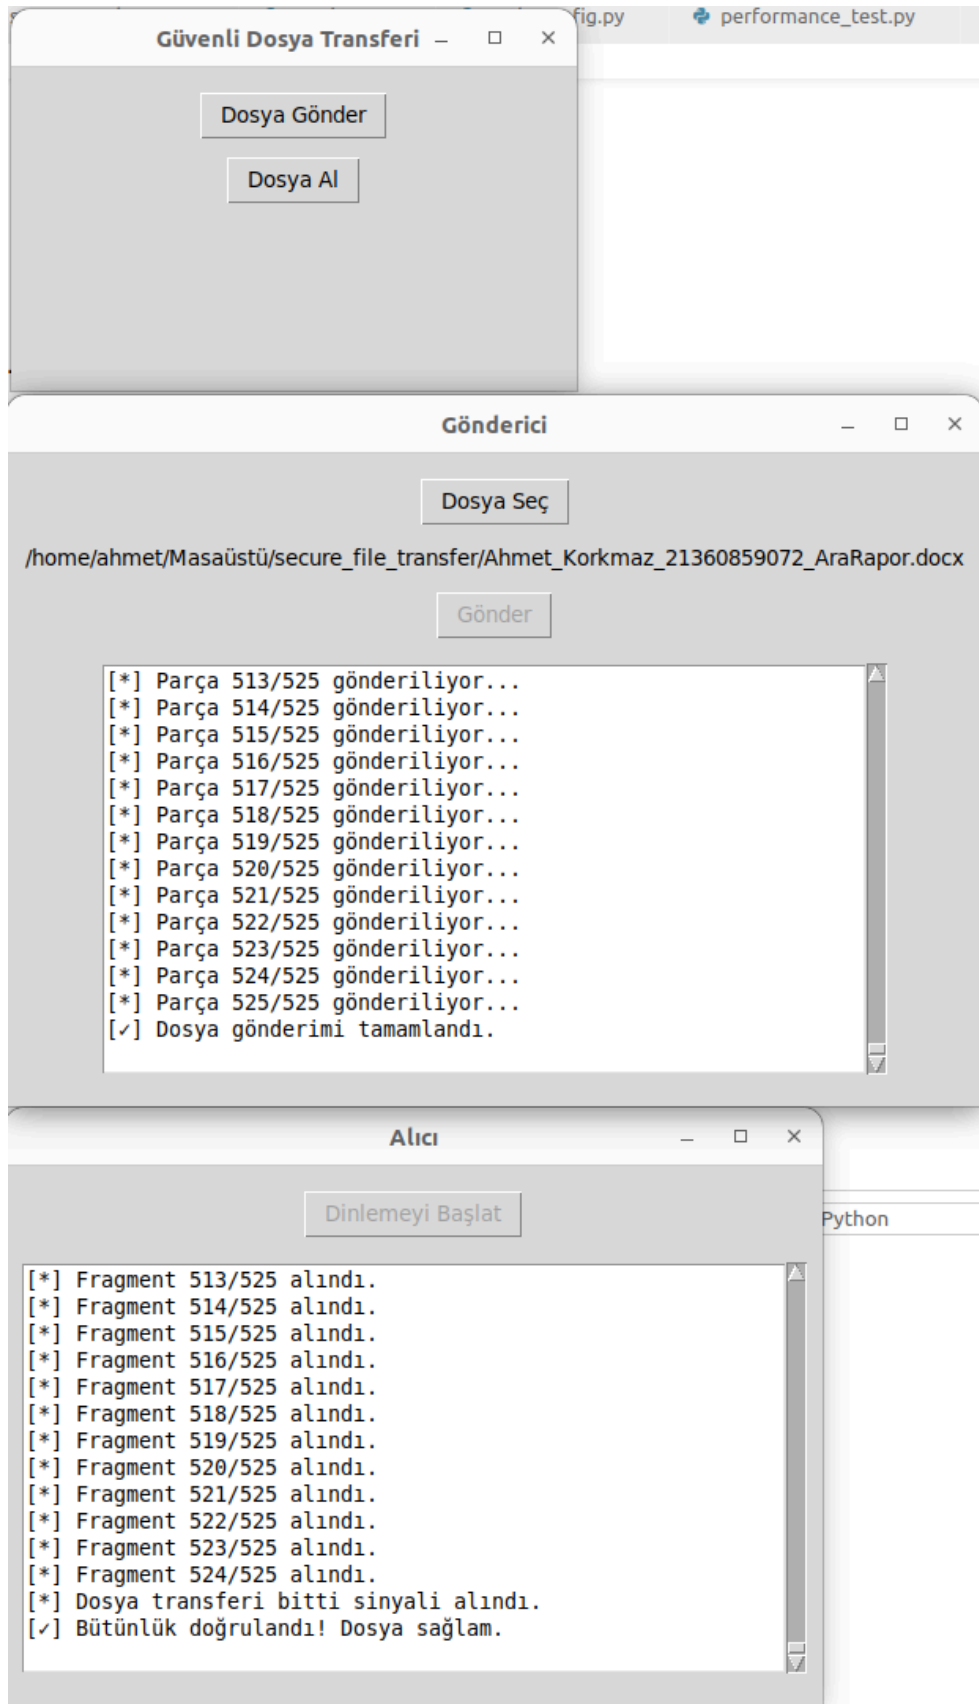 fig.py performance_test.py
Güvenli Dosya Transferi
Dosya Gönder
Dosya Al
Gönderici
Dosya Seç
/home/ahmet/Masaüstü/secure_file_transfer/Ahmet_Korkmaz_21360859072_AraRapor.docx
Gönder
[*] Parça 513/525 gönderiliyor...
[*] Parça 514/525 gönderiliyor...
[*] Parça 515/525 gönderiliyor...
[*] Parça 516/525 gönderiliyor...
[*] Parça 517/525 gönderiliyor...
[*] Parça 518/525 gönderiliyor...
[*] Parça 519/525 gönderiliyor...
[*] Parça 520/525 gönderiliyor...
[*] Parça 521/525 gönderiliyor...
[*] Parça 522/525 gönderiliyor...
[*] Parça 523/525 gönderiliyor...
[*] Parça 524/525 gönderiliyor...
[*] Parça 525/525 gönderiliyor...
[✓] Dosya gönderimi tamamlandı.
Alıcı
Dinlemeyi Başlat
Python
[*] Fragment 513/525 alındı.
[*] Fragment 514/525 alındı.
[*] Fragment 515/525 alındı.
[*] Fragment 516/525 alındı.
[*] Fragment 517/525 alındı.
[*] Fragment 518/525 alındı.
[*] Fragment 519/525 alındı.
[*] Fragment 520/525 alındı.
[*] Fragment 521/525 alındı.
[*] Fragment 522/525 alındı.
[*] Fragment 523/525 alındı.
[*] Fragment 524/525 alındı.
[*] Dosya transferi bitti sinyali alındı.
[✓] Bütünlük doğrulandı! Dosya sağlam.